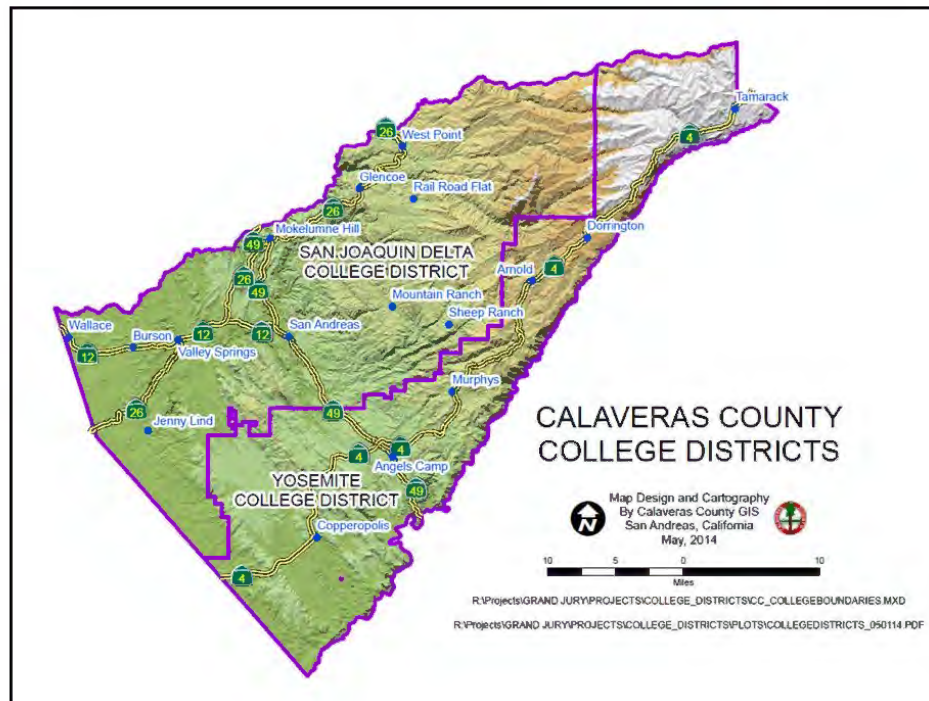 Tamarack
4
26
West Point
Glencoe
Rail Road Flat
26
Mokelumne Hill
49
Dorrington
SAN JOAQUIN DELTA
COLLEGE DISTRICT
26
49
Arnold
4
Mountain Ranch
Sheep Ranch
Wallace
12
Burson
Valley Springs
12
12
San Andreas
Murphys
26
Jenny Lind
49
4
4
Angels Camp
49
YOSEMITE
COLLEGE DISTRICT
Copperopolis
4
CALAVERAS COUNTY
COLLEGE DISTRICTS
N
Map Design and Cartography
By Calaveras County GIS
San Andreas, California
May, 2014
10 5 0 10
Miles
R:\Projects\GRAND JURY\PROJECTS\COLLEGE_DISTRICTS\CC_COLLEGEBOUNDARIES.MXD
R:\Projects\GRAND JURY\PROJECTS\COLLEGE_DISTRICTS\PLOTS\COLLEGEDISTRICTS_050114.PDF